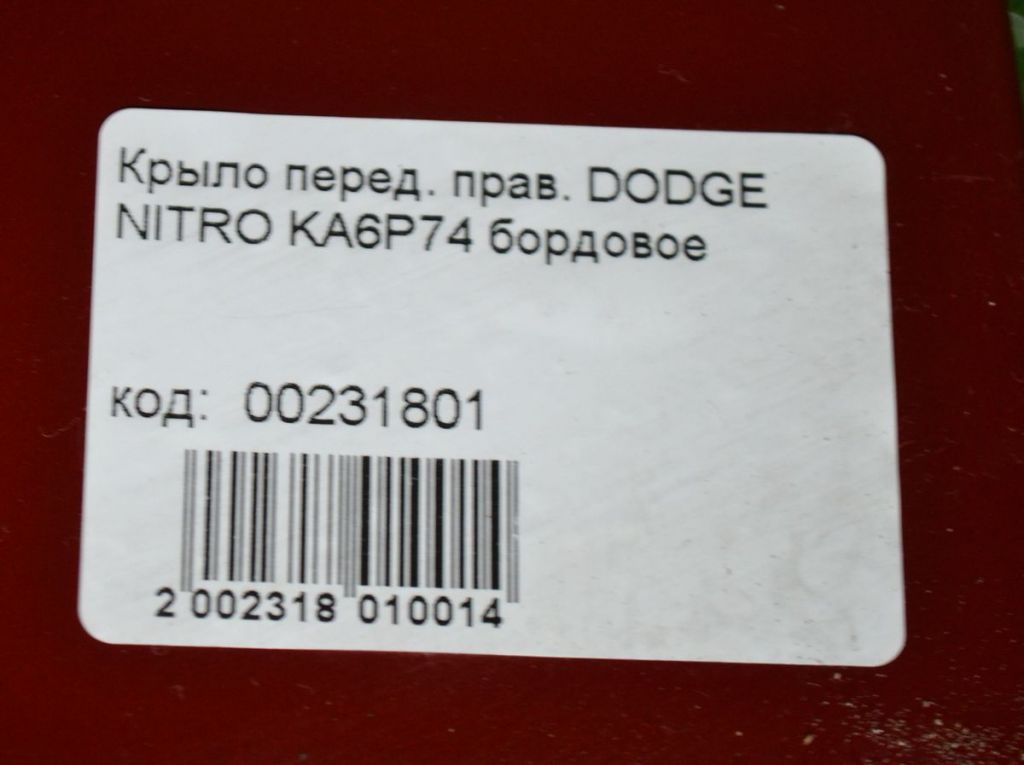 Крыло перед. прав. DODGE
NITRO KA6P74 бордовое
код: 00231801
2 002318 010014